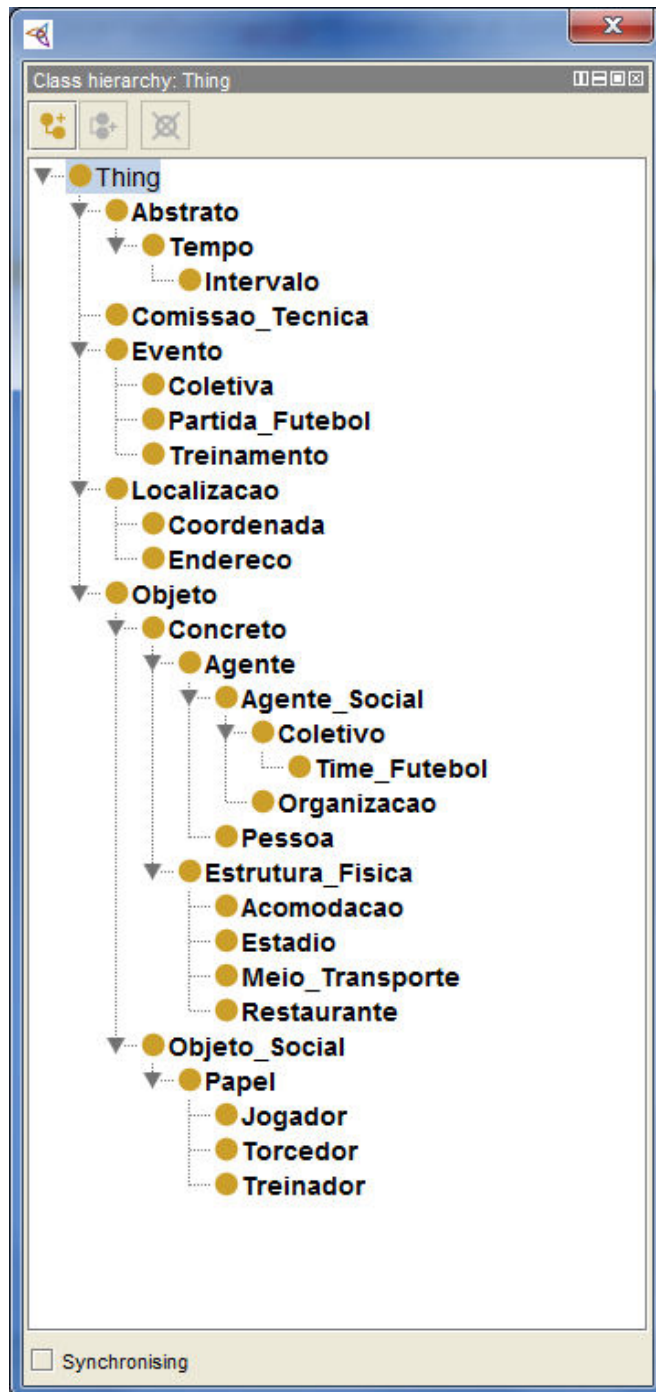 Class hierarchy: Thing
Thing
Abstrato
Tempo
Intervalo
Comissao_Tecnica
Evento
Coletiva
Partida_Futebol
Treinamento
Localizacao
Coordenada
Endereco
Objeto
Concreto
Agente
Agente_Social
Coletivo
Time_Futebol
Organizacao
Pessoa
Estrutura_Fisica
Acomodacao
Estadio
Meio_Transporte
Restaurante
Objeto_Social
Papel
Jogador
Torcedor
Treinador
Synchronising